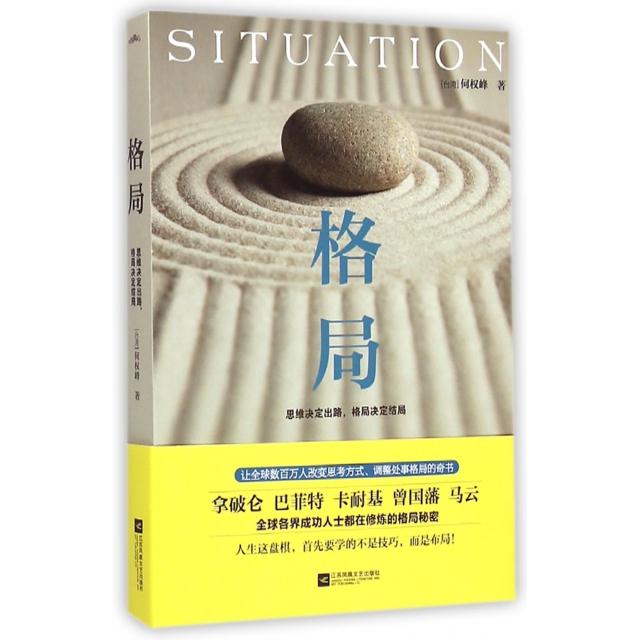 SITUATION
[台湾]何权峰 著
格局
思维决定出路，格局决定结局
让全球数百万人改变思考方式、调整处事格局的奇书
拿破仑 巴菲特 卡耐基 曾国藩 马云
全球各界成功人士都在修炼的格局秘密
人生这盘棋，首先要学的不是技巧，而是布局！
江苏凤凰文艺出版社
格局
思维决定出路，
格局决定结局
[台湾]何权峰 著